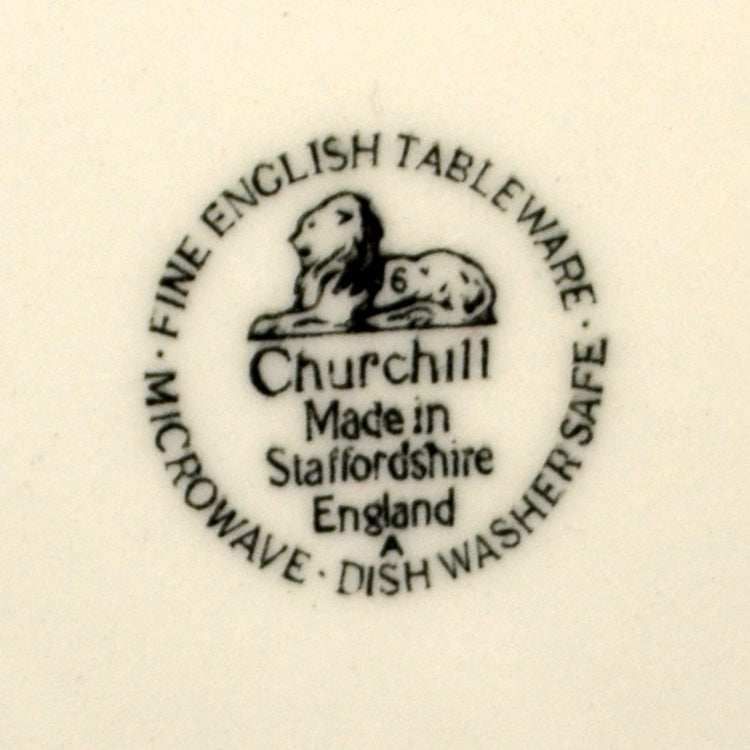 · FINE ENGLISH TABLEWARE ·
6
Churchill
Made in
Staffordshire
England
A
MICROWAVE · DISH WASHER SAFE